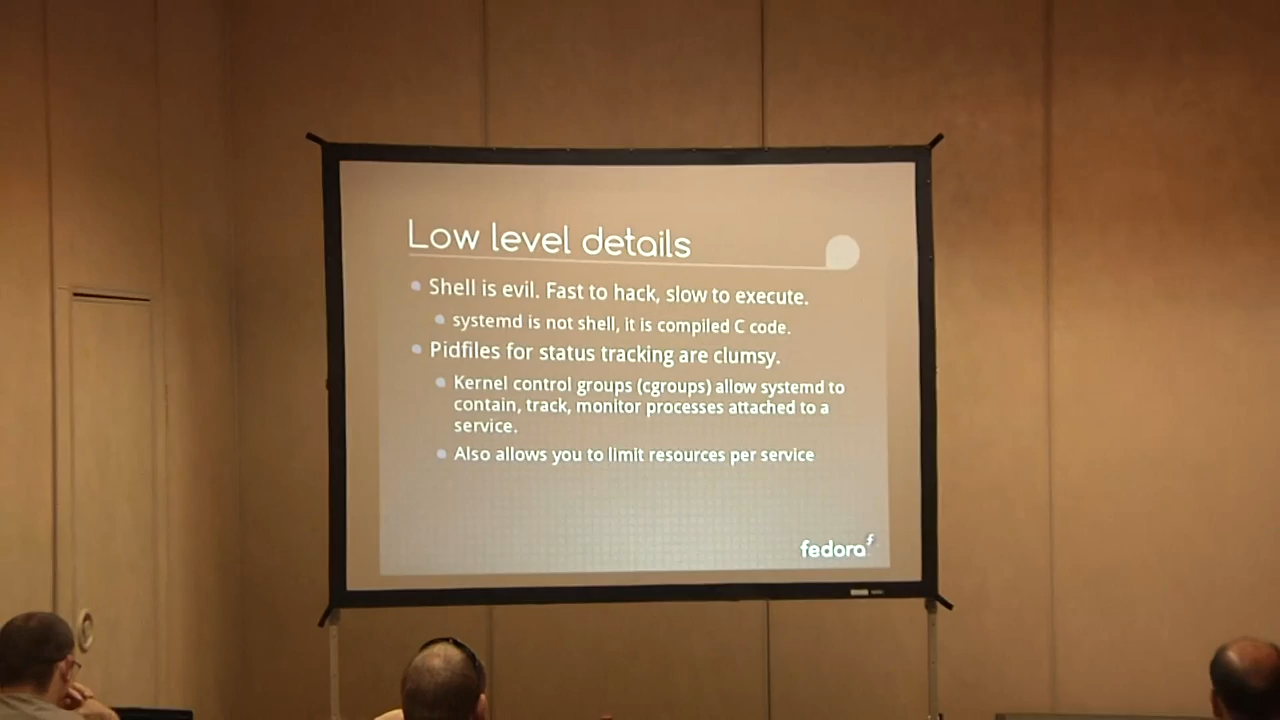 Low level details
Shell is evil. Fast to hack, slow to execute.
systemd is not shell, it is compiled C code.
Pidfiles for status tracking are clumsy.
Kernel control groups (cgroups) allow systemd to
contain, track, monitor processes attached to a
service.
Also allows you to limit resources per service
fedora